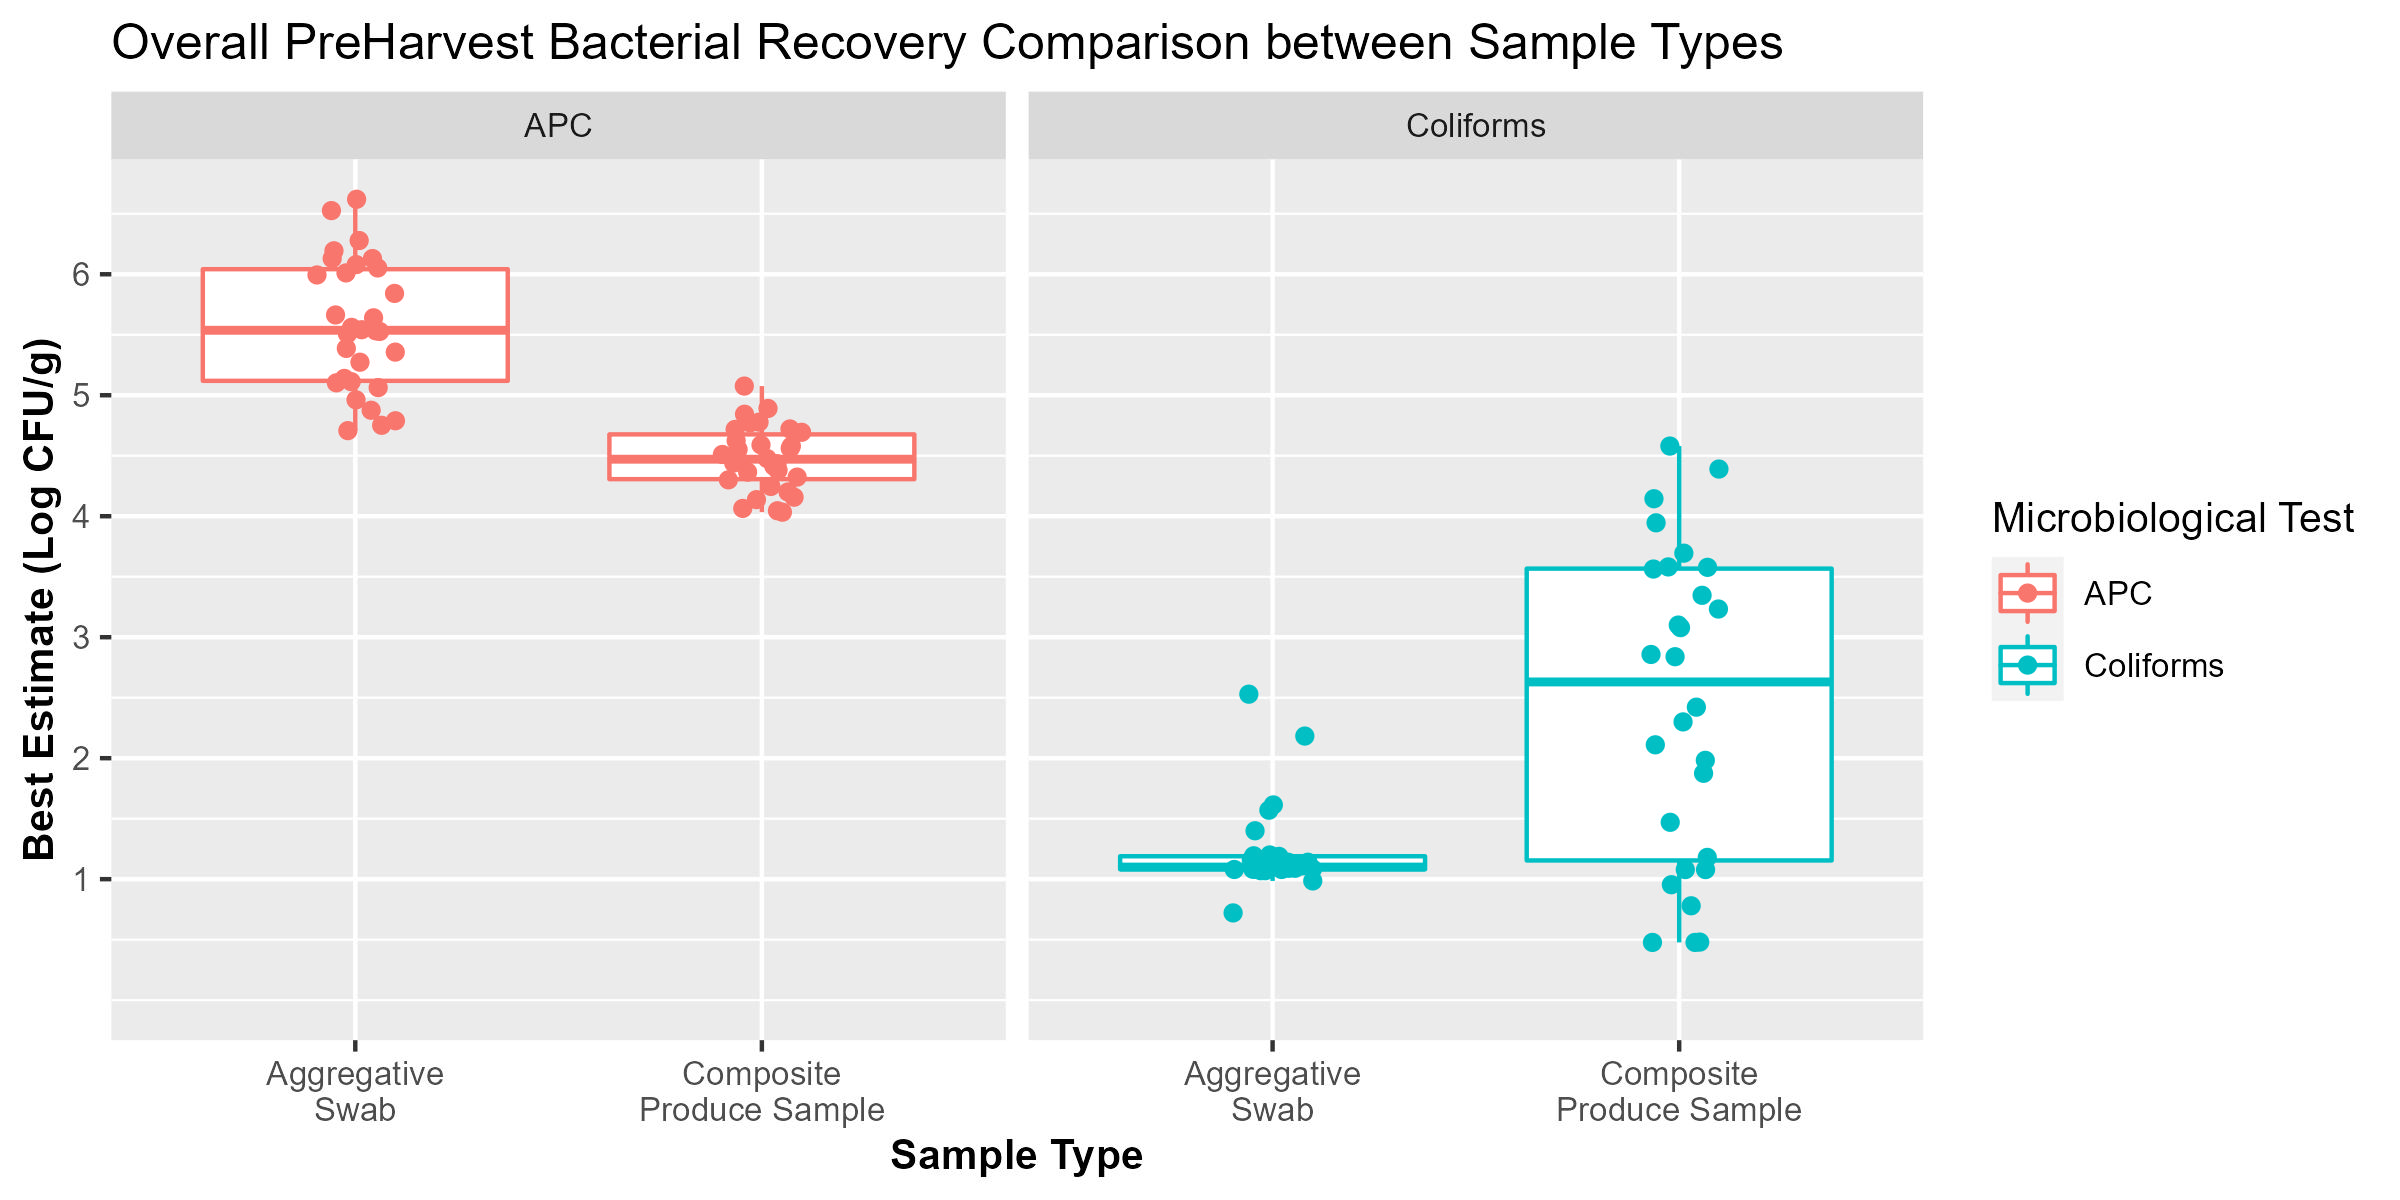 Overall PreHarvest Bacterial Recovery Comparison between Sample Types
APC
Coliforms
Best Estimate (Log CFU/g)
6
5
4
3
2
1
Aggregative
Swab
Composite
Produce Sample
Aggregative
Swab
Composite
Produce Sample
Sample Type
Microbiological Test
APC
Coliforms